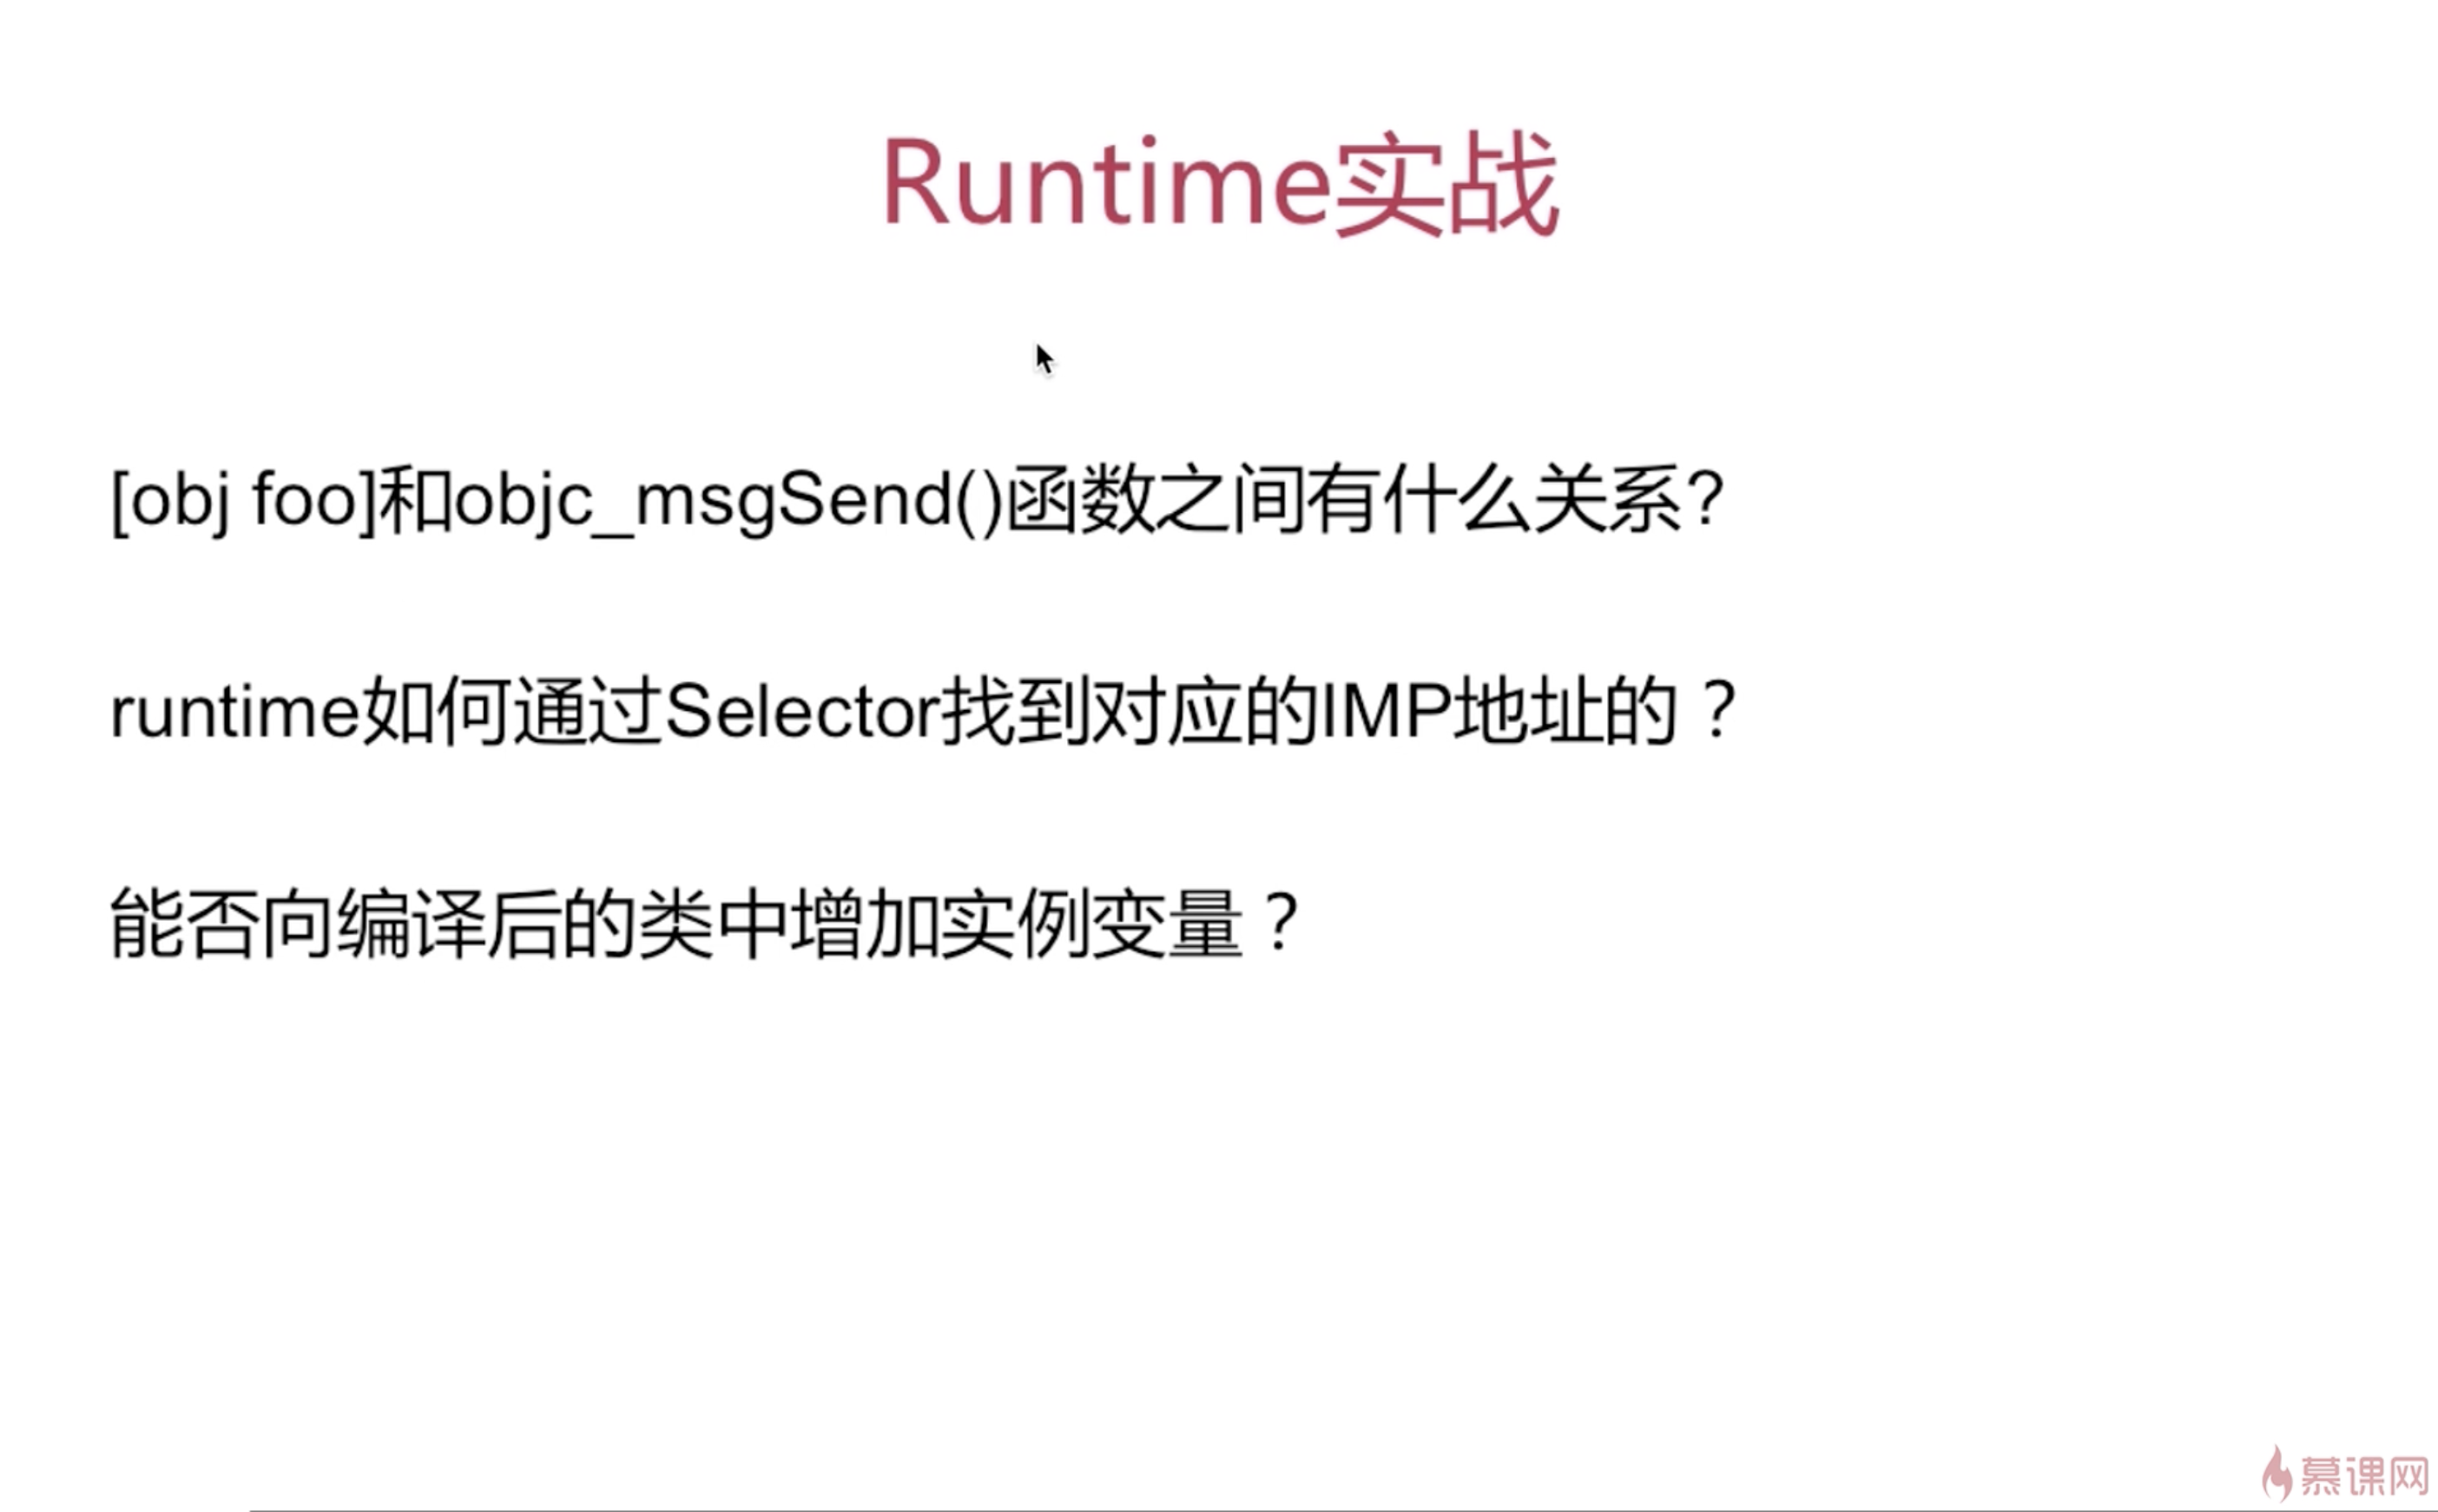 Runtime实战
[obj foo]和objc_msgSend()函数之间有什么关系?
runtime如何通过Selector找到对应的IMP地址的？
能否向编译后的类中增加实例变量？
慕课网